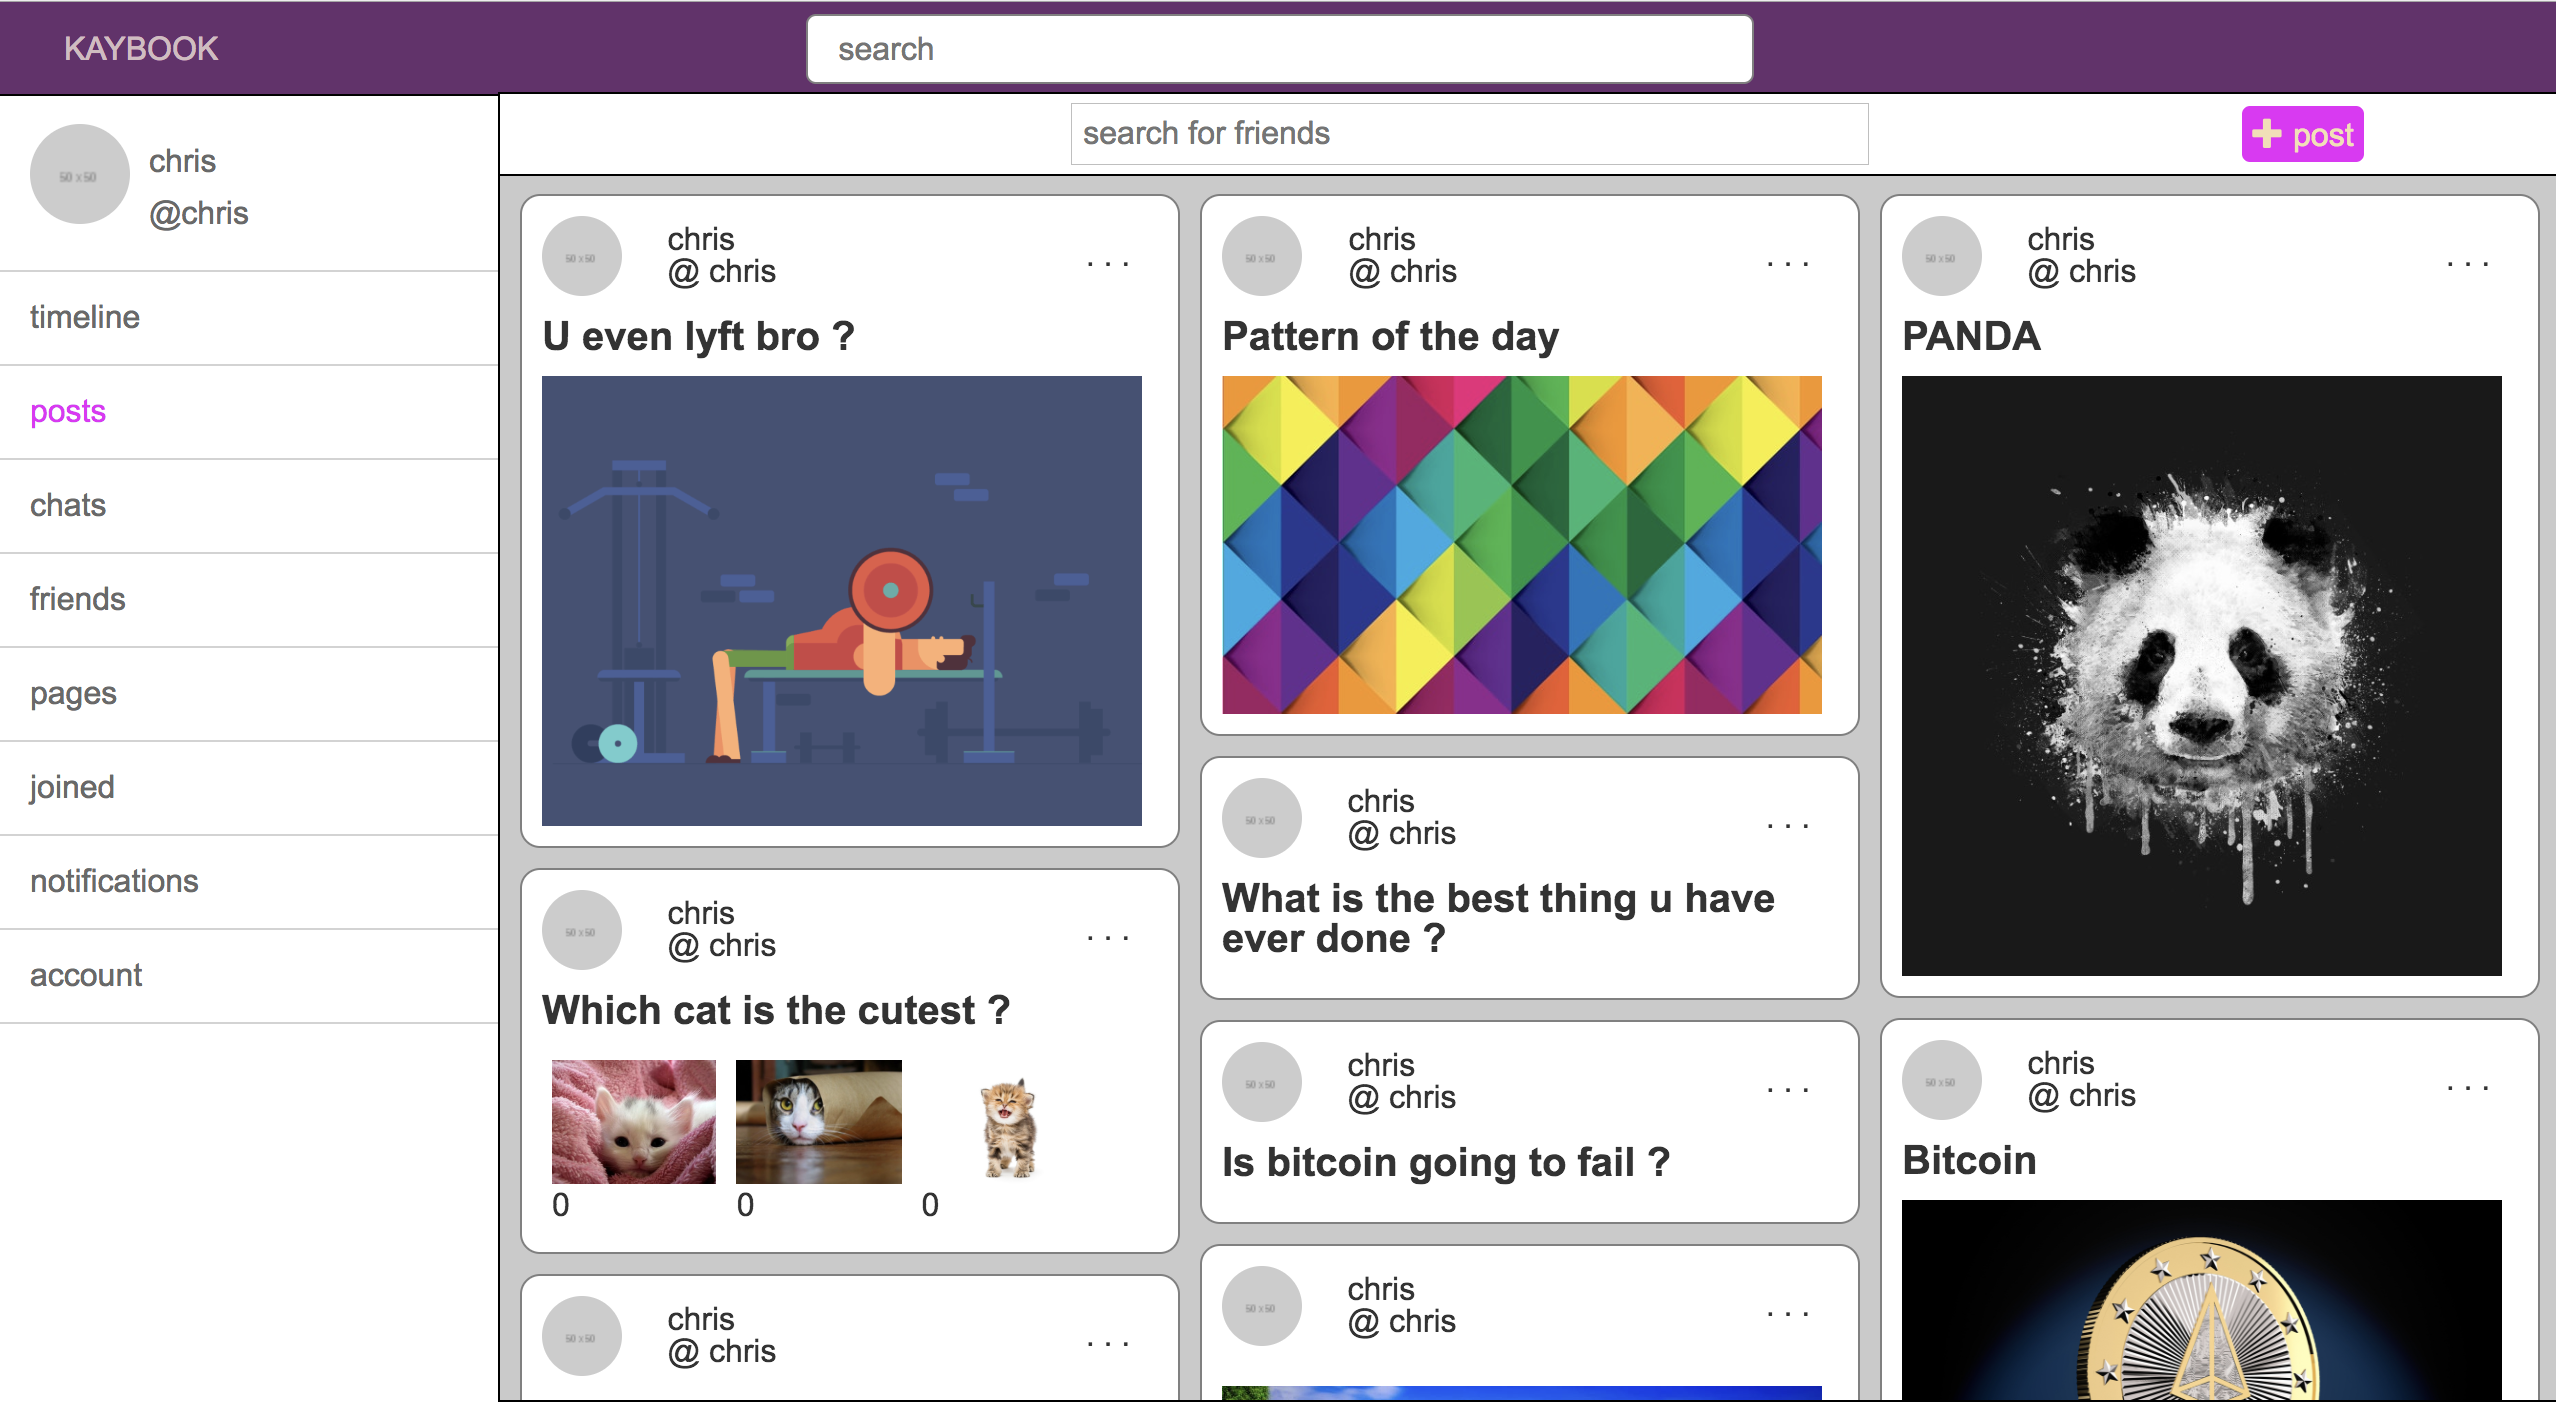 KAYBOOK
search
search for friends
post
50 x 50
chris
@chris
timeline
posts
chats
friends
pages
joined
notifications
account
50 x 50
chris
@ chris
. . .
U even lyft bro ?
50 x 50
chris
@ chris
. . .
Which cat is the cutest ?
0
0
0
50 x 50
chris
@ chris
. . .
50 x 50
chris
@ chris
. . .
Pattern of the day
50 x 50
chris
@ chris
. . .
What is the best thing u have
ever done ?
50 x 50
chris
@ chris
. . .
Is bitcoin going to fail ?
50 x 50
chris
@ chris
. . .
50 x 50
chris
@ chris
. . .
PANDA
50 x 50
chris
@ chris
. . .
Bitcoin